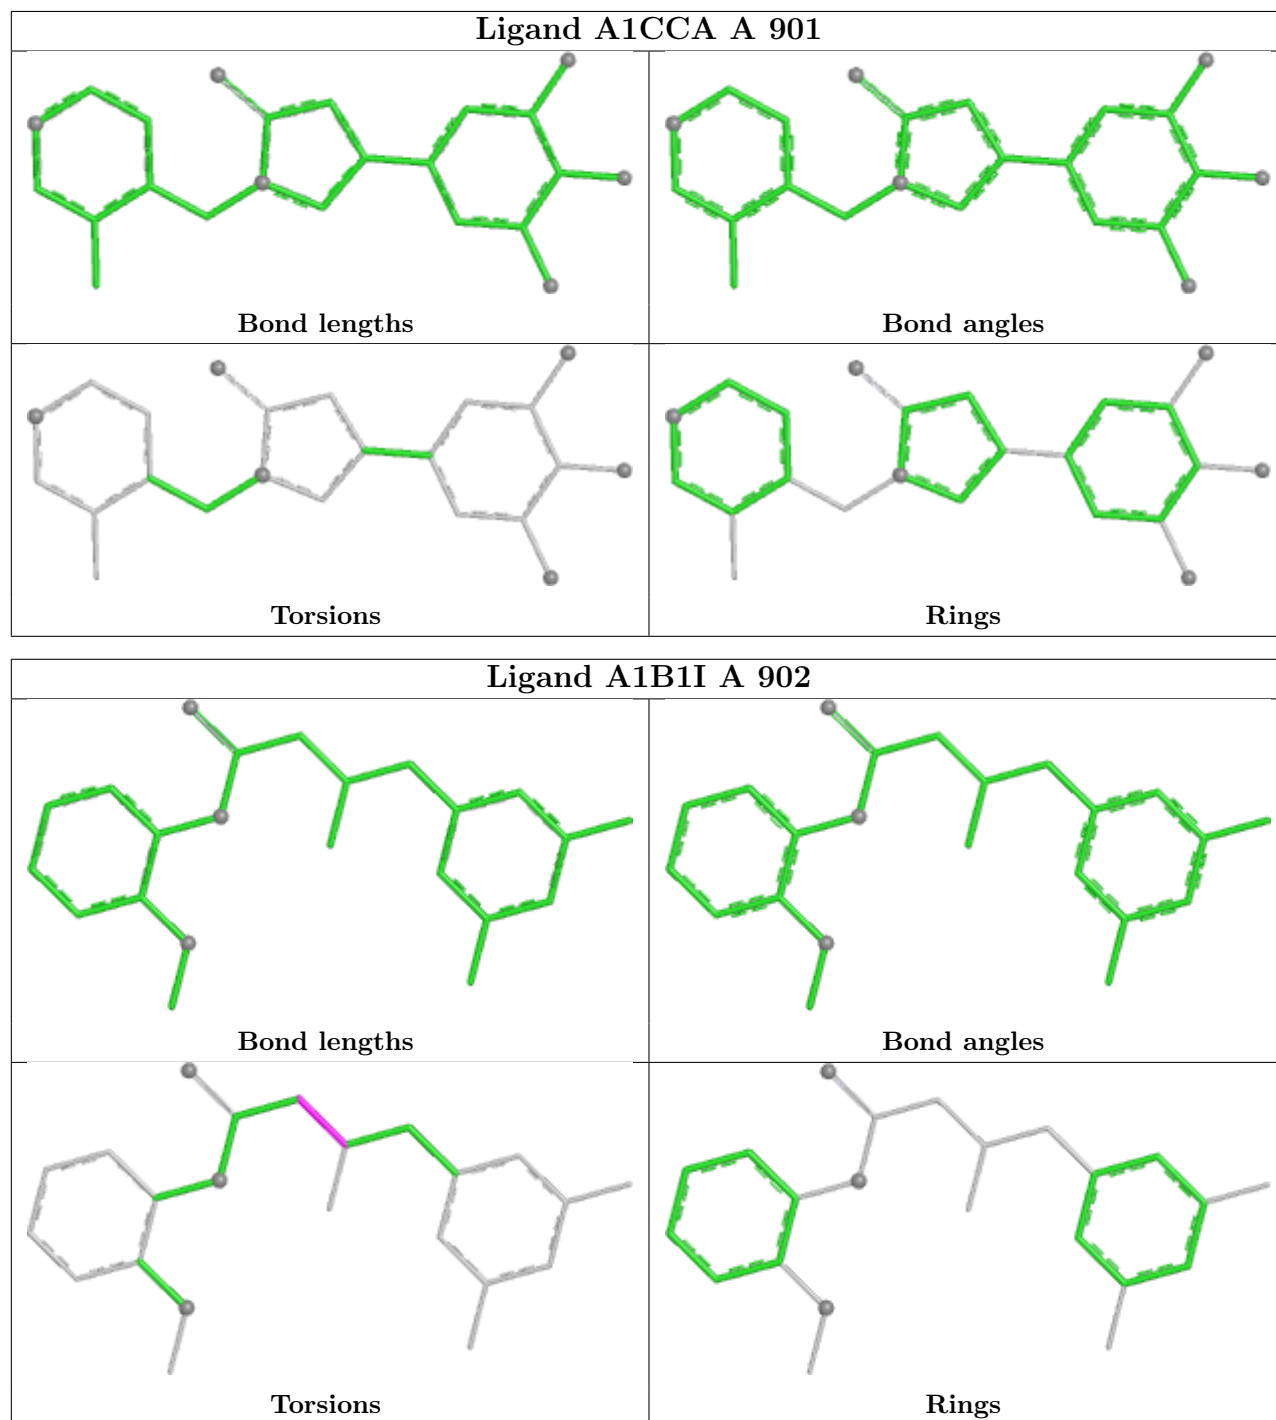 Ligand A1CCA A 901
Bond lengths
Bond angles
Torsions
Rings
Ligand A1B1I A 902
Bond lengths
Bond angles
Torsions
Rings